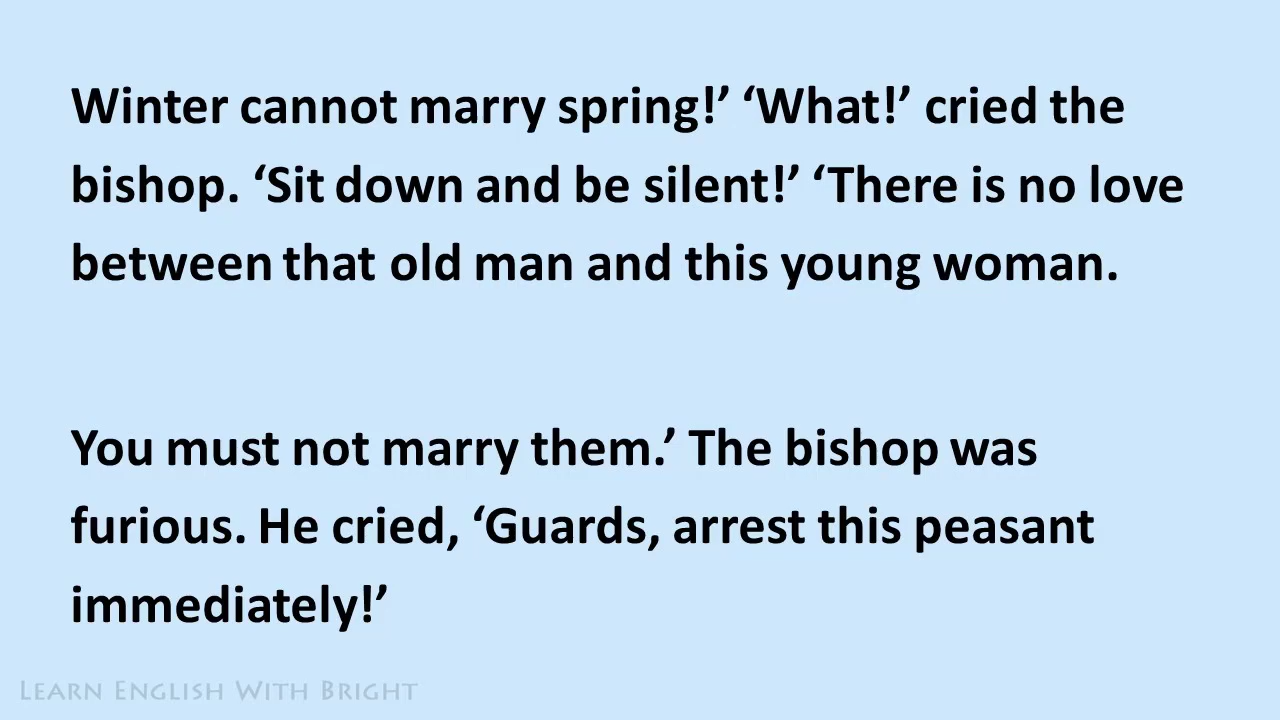 Winter cannot marry spring!’ ‘What!’ cried the
bishop. ‘Sit down and be silent!’ ‘There is no love
between that old man and this young woman.
You must not marry them.’ The bishop was
furious. He cried, ‘Guards, arrest this peasant
immediately!’
Learn English With Bright